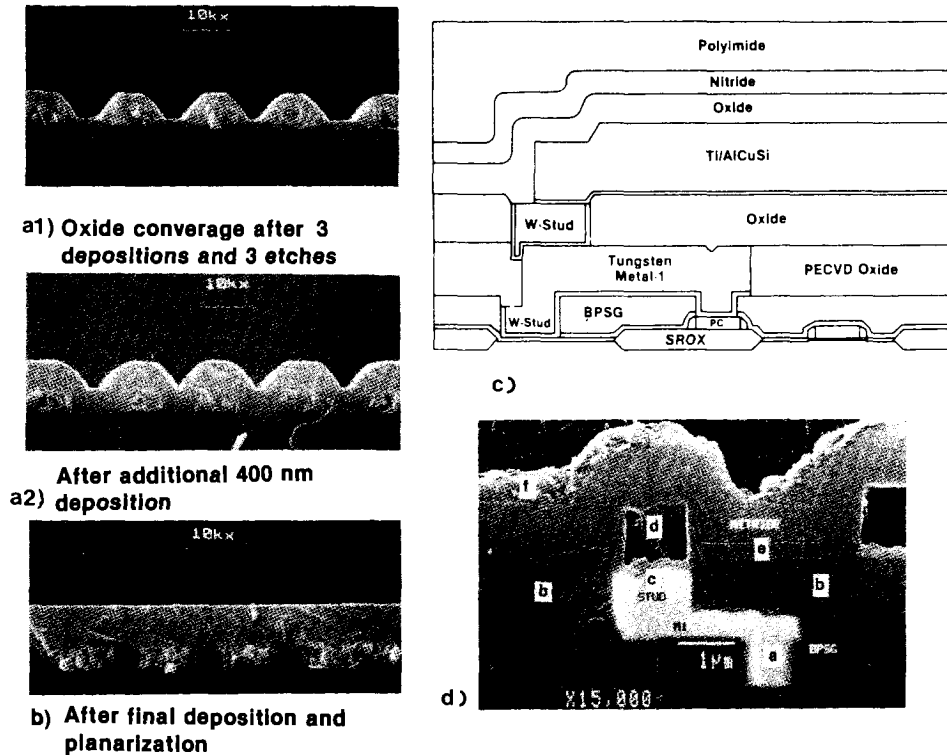 10kx
a1) Oxide converage after 3
depositions and 3 etches
10kx
After additional 400 nm
a2) deposition
10kx
b) After final deposition and
planarization
Polyimide
Nitride
Oxide
Ti/AlCuSi
W-Stud
Oxide
Tungsten
Metal-1
PECVD Oxide
W-Stud
BPSG
PC
SROX
c)
f
d
NITRIDE
e
b
c
b
STUD
M1
BPSG
a
1μm
d)
X15,000